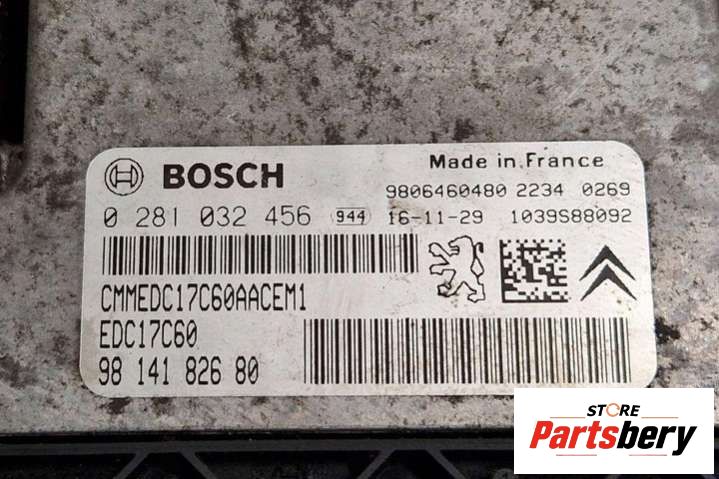 BOSCH Made in France
9806460480 2234 0269
0 281 032 456 944 16-11-29 1039S88092
CMMEDC17C60AACEM1
EDC17C60
98 141 826 80
STORE
Partsbery